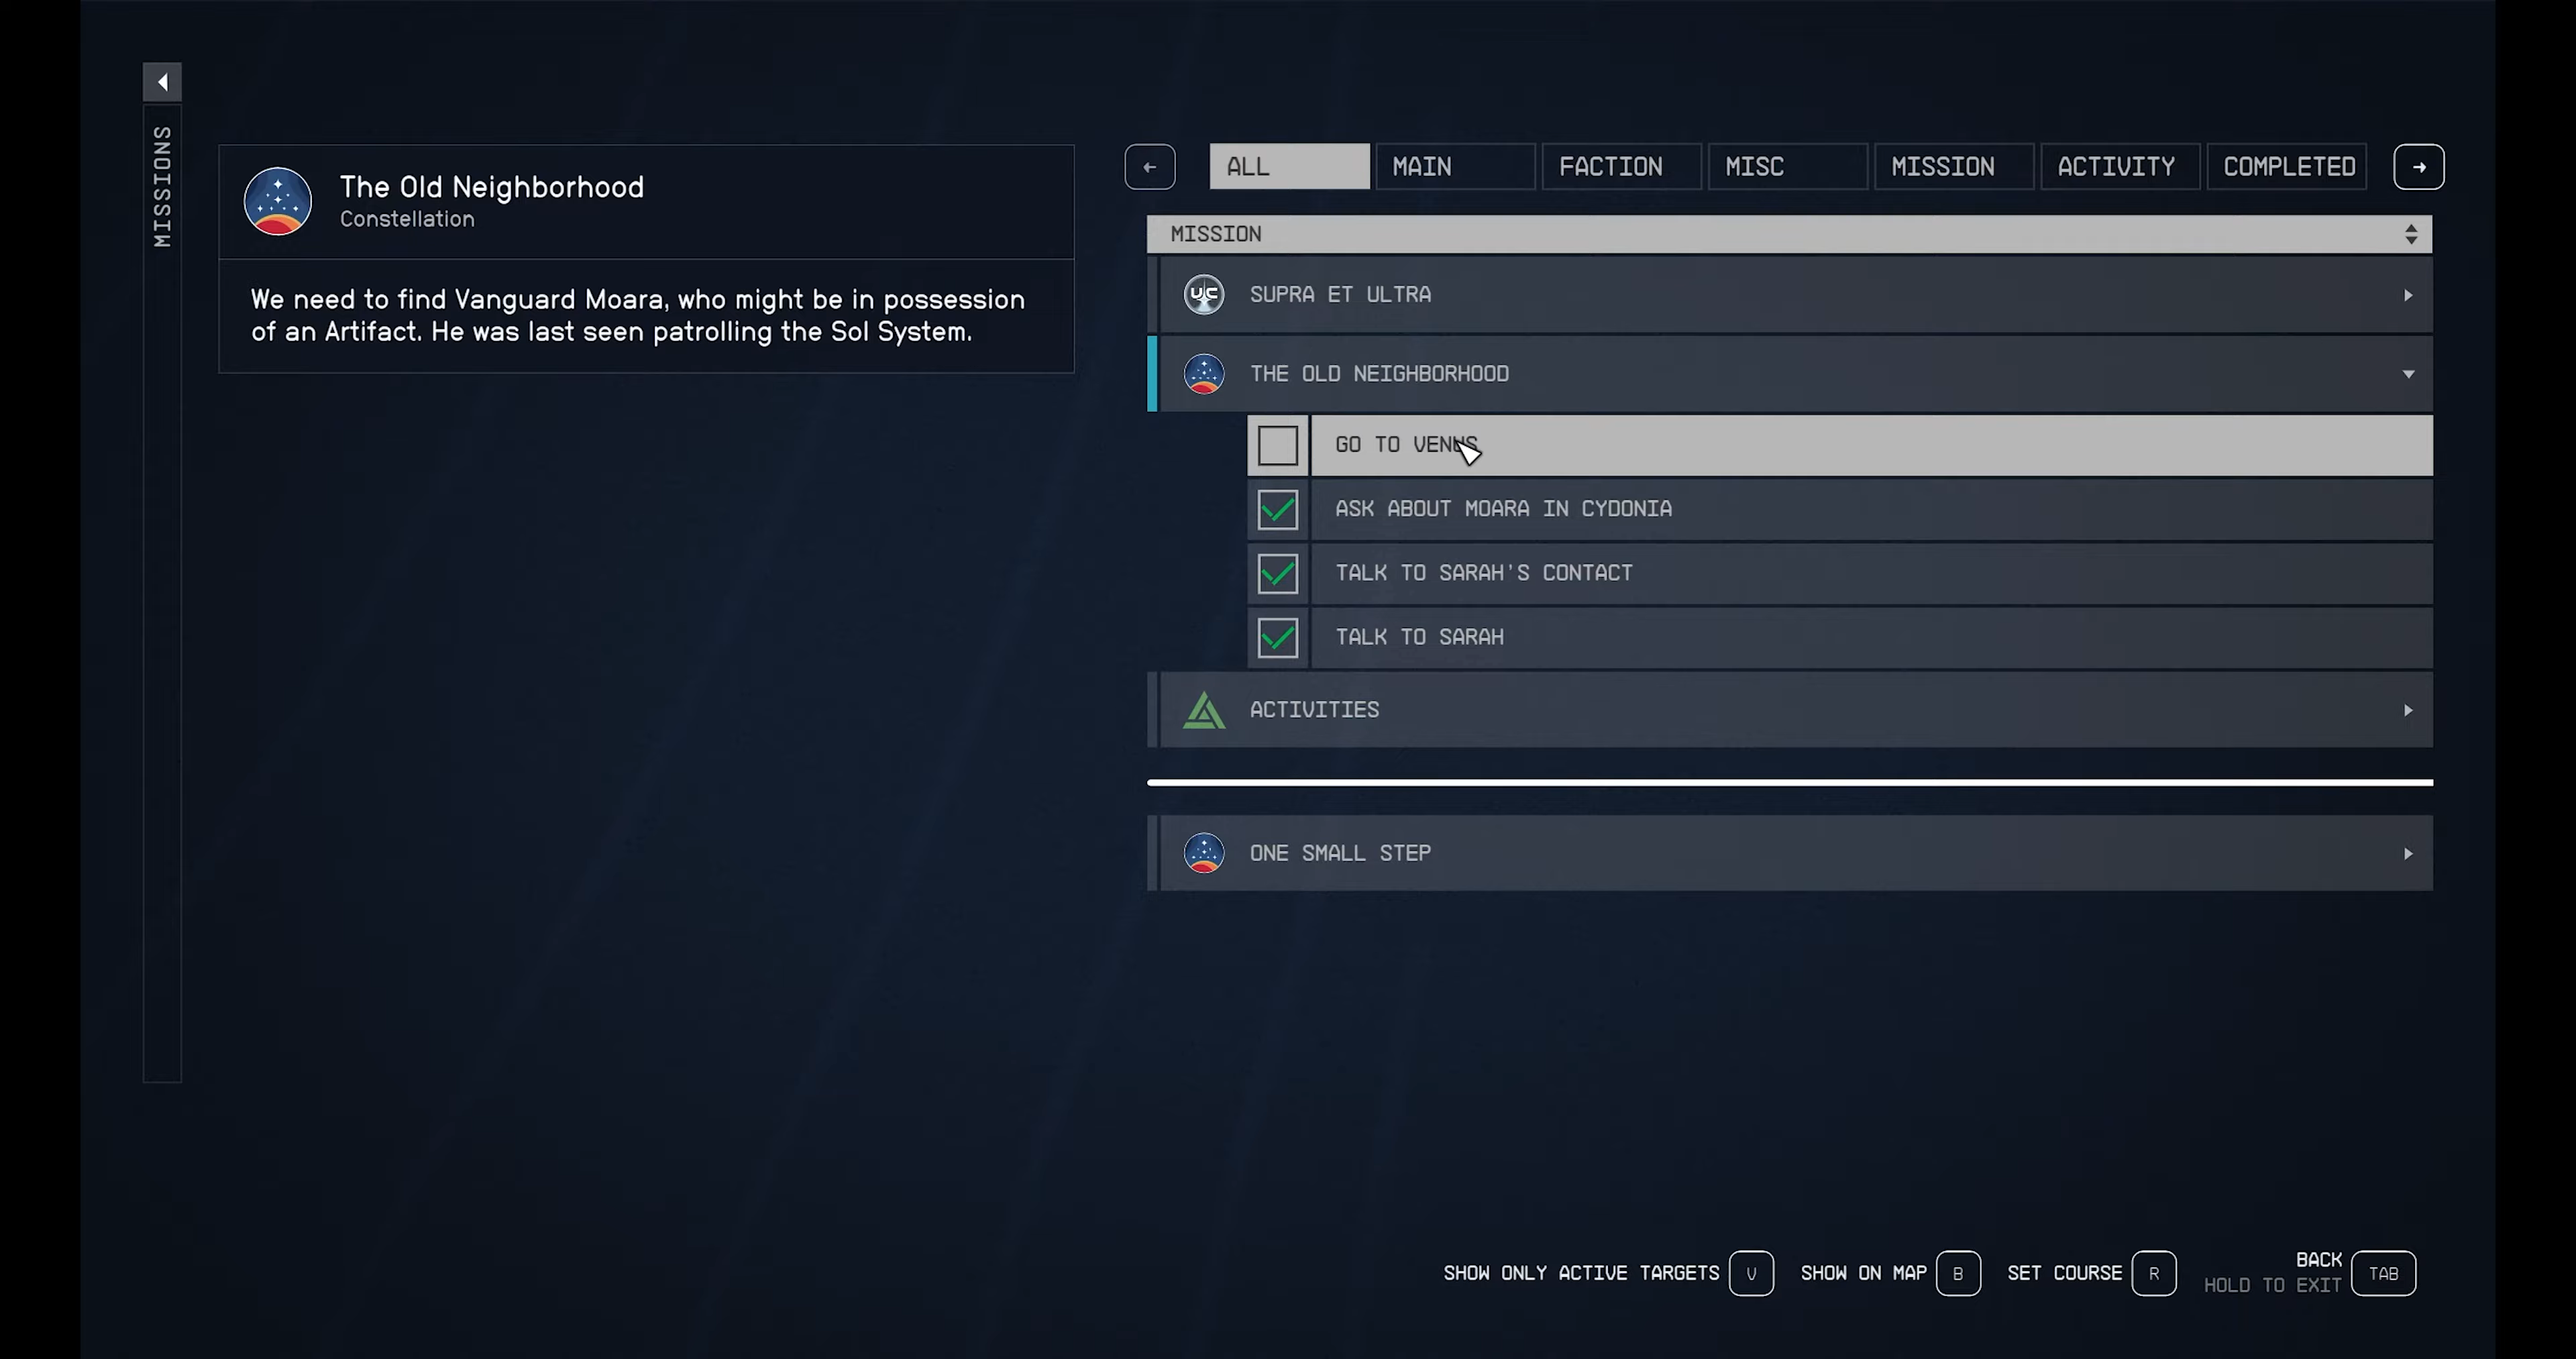 MISSIONS
The Old Neighborhood
Constellation
We need to find Vanguard Moara, who might be in possession
of an Artifact. He was last seen patrolling the Sol System.
ALL MAIN FACTION MISC MISSION ACTIVITY COMPLETED
MISSION
UC SUPRA ET ULTRA
THE OLD NEIGHBORHOOD
GO TO VENUS
ASK ABOUT MOARA IN CYDONIA
TALK TO SARAH'S CONTACT
TALK TO SARAH
ACTIVITIES
ONE SMALL STEP
SHOW ONLY ACTIVE TARGETS V SHOW ON MAP B SET COURSE R BACK TAB
HOLD TO EXIT